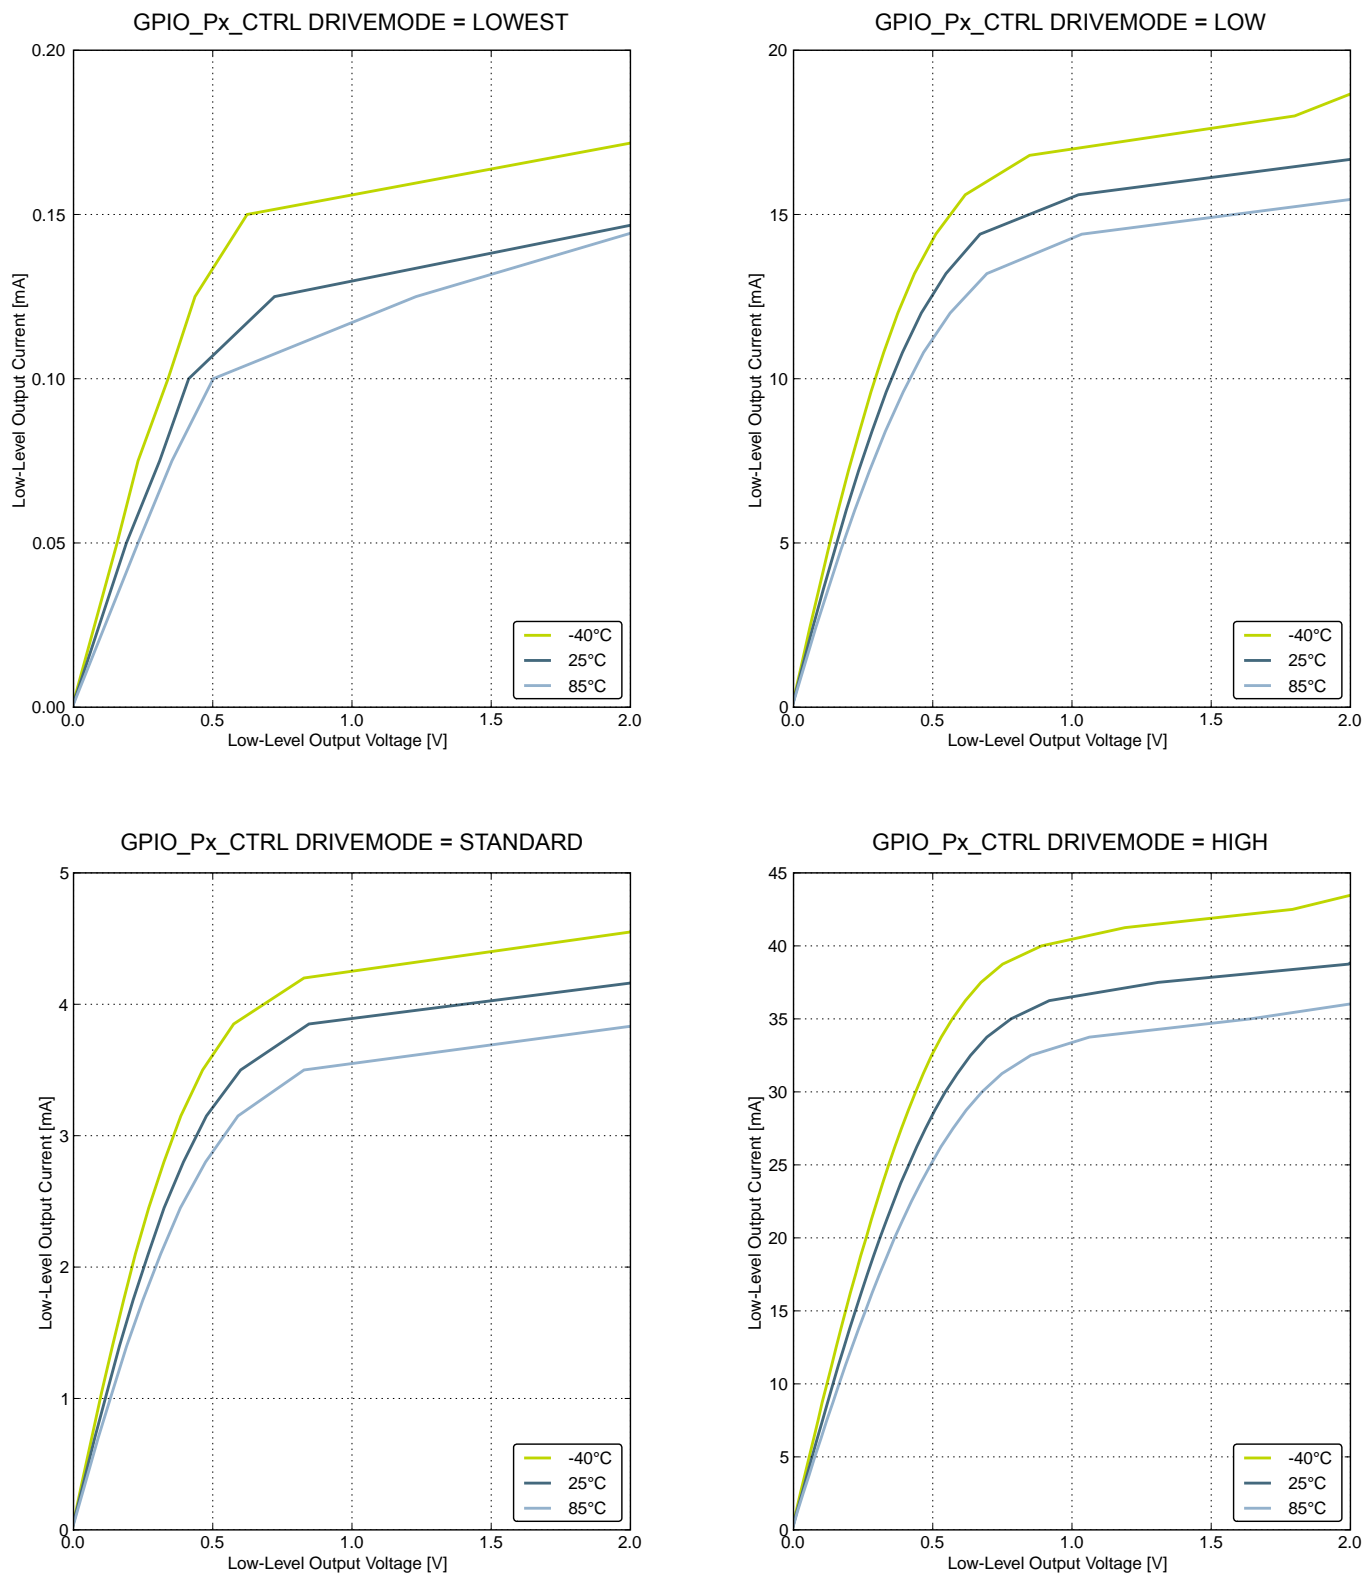 GPIO_Px_CTRL DRIVEMODE = LOWEST
0.20
0.15
0.10
0.05
0.00
0.0 0.5 1.0 1.5 2.0
Low-Level Output Current [mA]
Low-Level Output Voltage [V]
-40°C
25°C
85°C
GPIO_Px_CTRL DRIVEMODE = LOW
20
15
10
5
0
0.0 0.5 1.0 1.5 2.0
Low-Level Output Current [mA]
Low-Level Output Voltage [V]
-40°C
25°C
85°C
GPIO_Px_CTRL DRIVEMODE = STANDARD
5
4
3
2
1
0
0.0 0.5 1.0 1.5 2.0
Low-Level Output Current [mA]
Low-Level Output Voltage [V]
-40°C
25°C
85°C
GPIO_Px_CTRL DRIVEMODE = HIGH
45
40
35
30
25
20
15
10
5
0
0.0 0.5 1.0 1.5 2.0
Low-Level Output Current [mA]
Low-Level Output Voltage [V]
-40°C
25°C
85°C